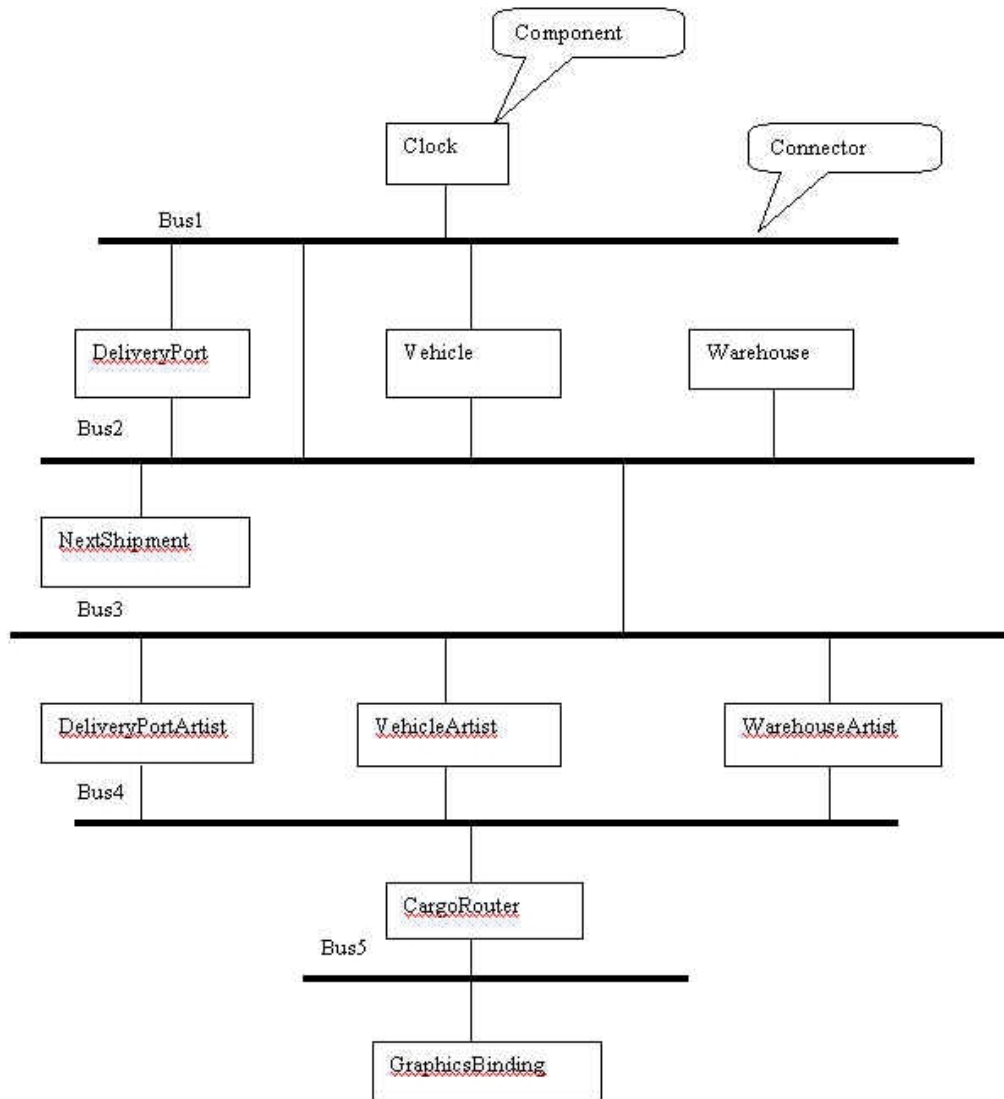 Component
Clock
Connector
Bus1
DeliveryPort
Vehicle
Warehouse
Bus2
NextShipment
Bus3
DeliveryPortArtist
VehicleArtist
WarehouseArtist
Bus4
CargoRouter
Bus5
GraphicsBinding